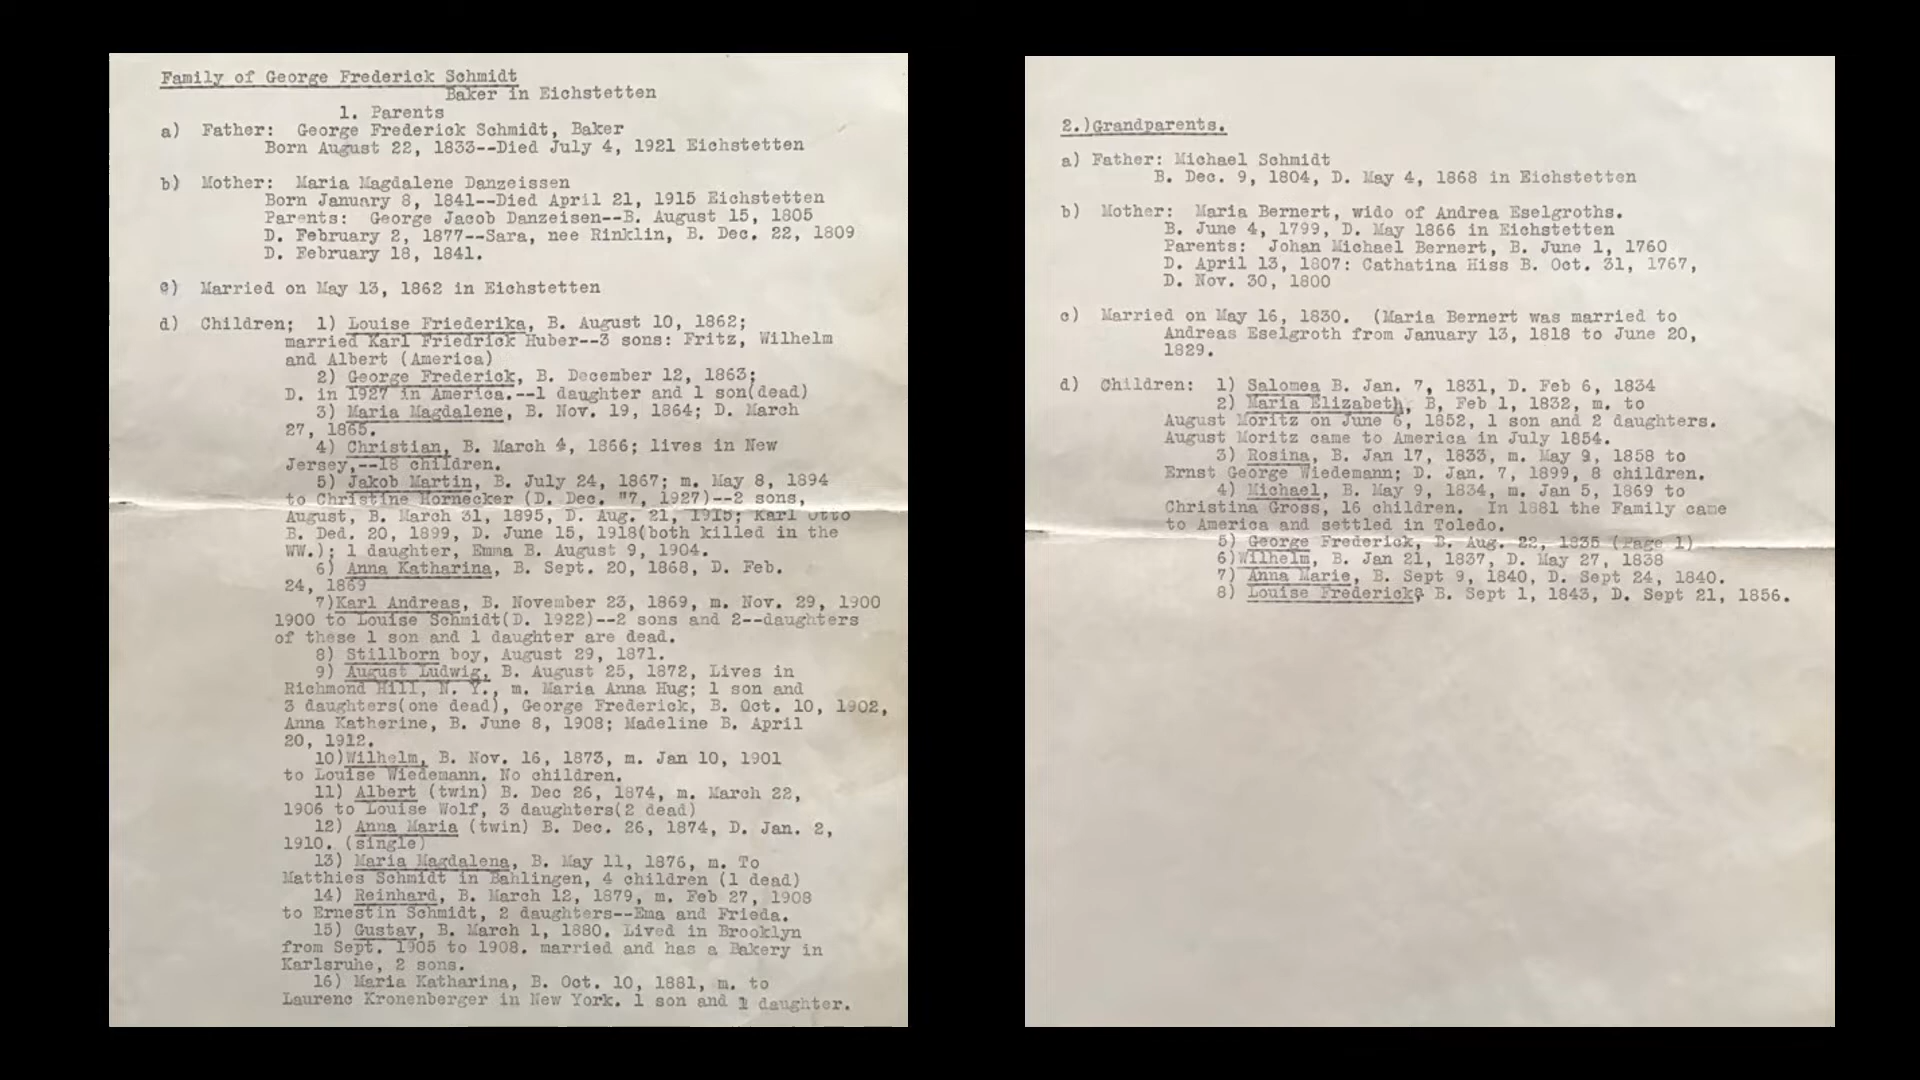 Family of George Frederick Schmidt
Baker in Eichstetten
1. Parents
a) Father: George Frederick Schmidt, Baker
Born August 22, 1833--Died July 4, 1921 Eichstetten
b) Mother: Maria Magdalene Danzeissen
Born January 8, 1841--Died April 21, 1915 Eichstetten
Parents: George Jacob Danzeisen--B. August 15, 1805
D. February 2, 1877--Sara, nee Rinklin, B. Dec. 22, 1809
D. February 18, 1841.
c) Married on May 13, 1862 in Eichstetten
d) Children; 1) Louise Friederika, B. August 10, 1862;
married Karl Friedrick Huber--3 sons: Fritz, Wilhelm
and Albert (America)
2) George Frederick, B. December 12, 1863;
D. in 1927 in America.--1 daughter and 1 son(dead)
3) Maria Magdalene, B. Nov. 19, 1864; D. March
27, 1865.
4) Christian, B. March 4, 1866; lives in New
Jersey,--18 children.
5) Jakob Martin, B. July 24, 1867; m. May 8, 1894
to Christine Hornecker (D. Dec. "7, 1927)--2 sons,
August, B. March 31, 1895, D. Aug. 21, 1915; Karl Otto
B. Ded. 20, 1899, D. June 15, 1918(both killed in the
WW.); 1 daughter, Emma B. August 9, 1904.
6) Anna Katharina, B. Sept. 20, 1868, D. Feb.
24, 1869
7)Karl Andreas, B. November 23, 1869, m. Nov. 29, 1900
1900 to Louise Schmidt(D. 1922)--2 sons and 2--daughters
of these 1 son and 1 daughter are dead.
8) Stillborn boy, August 29, 1871.
9) August Ludwig, B. August 25, 1872, Lives in
Richmond Hill, N. Y., m. Maria Anna Hug; 1 son and
3 daughters(one dead), George Frederick, B. Oct. 10, 1902,
Anna Katherine, B. June 8, 1908; Madeline B. April
20, 1912.
10)Wilhelm, B. Nov. 16, 1873, m. Jan 10, 1901
to Louise Wiedemann. No children.
11) Albert (twin) B. Dec 26, 1874, m. March 22,
1906 to Louise Wolf, 3 daughters(2 dead)
12) Anna Maria (twin) B. Dec. 26, 1874, D. Jan. 2,
1910. (single)
13) Maria Magdalena, B. May 11, 1876, m. To
Matthies Schmidt in Bahlingen, 4 children (1 dead)
14) Reinhard, B. March 12, 1879, m. Feb 27, 1908
to Ernestin Schmidt, 2 daughters--Ema and Frieda.
15) Gustav, B. March 1, 1880. Lived in Brooklyn
from Sept. 1905 to 1908. married and has a Bakery in
Karlsruhe, 2 sons.
16) Maria Katharina, B. Oct. 10, 1881, m. to
Laurenc Kronenberger in New York. 1 son and 1 daughter.
2.)Grandparents.
a) Father: Michael Schmidt
B. Dec. 9, 1804, D. May 4, 1868 in Eichstetten
b) Mother: Maria Bernert, wido of Andrea Eselgroths.
B. June 4, 1799, D. May 1866 in Eichstetten
Parents: Johan Michael Bernert, B. June 1, 1760
D. April 13, 1807: Cathatina Hiss B. Oct. 31, 1767,
D. Nov. 30, 1800
c) Married on May 16, 1830. (Maria Bernert was married to
Andreas Eselgroth from January 13, 1818 to June 20,
1829.
d) Children: 1) Salomea B. Jan. 7, 1831, D. Feb 6, 1834
2) Maria Elizabeth, B, Feb 1, 1832, m. to
August Moritz on June 6, 1852, 1 son and 2 daughters.
August Moritz came to America in July 1854.
3) Rosina, B. Jan 17, 1833, m. May 9, 1858 to
Ernst George Wiedemann; D. Jan. 7, 1899, 8 children.
4) Michael, B. May 9, 1834, m. Jan 5, 1869 to
Christina Gross, 16 children. In 1881 the Family came
to America and settled in Toledo.
5) George Frederick, B. Aug. 22, 1835 (Page 1)
6)Wilhelm, B. Jan 21, 1837, D. May 27, 1838
7) Anna Marie, B. Sept 9, 1840, D. Sept 24, 1840.
8) Louise Frederick, B. Sept 1, 1843, D. Sept 21, 1856.